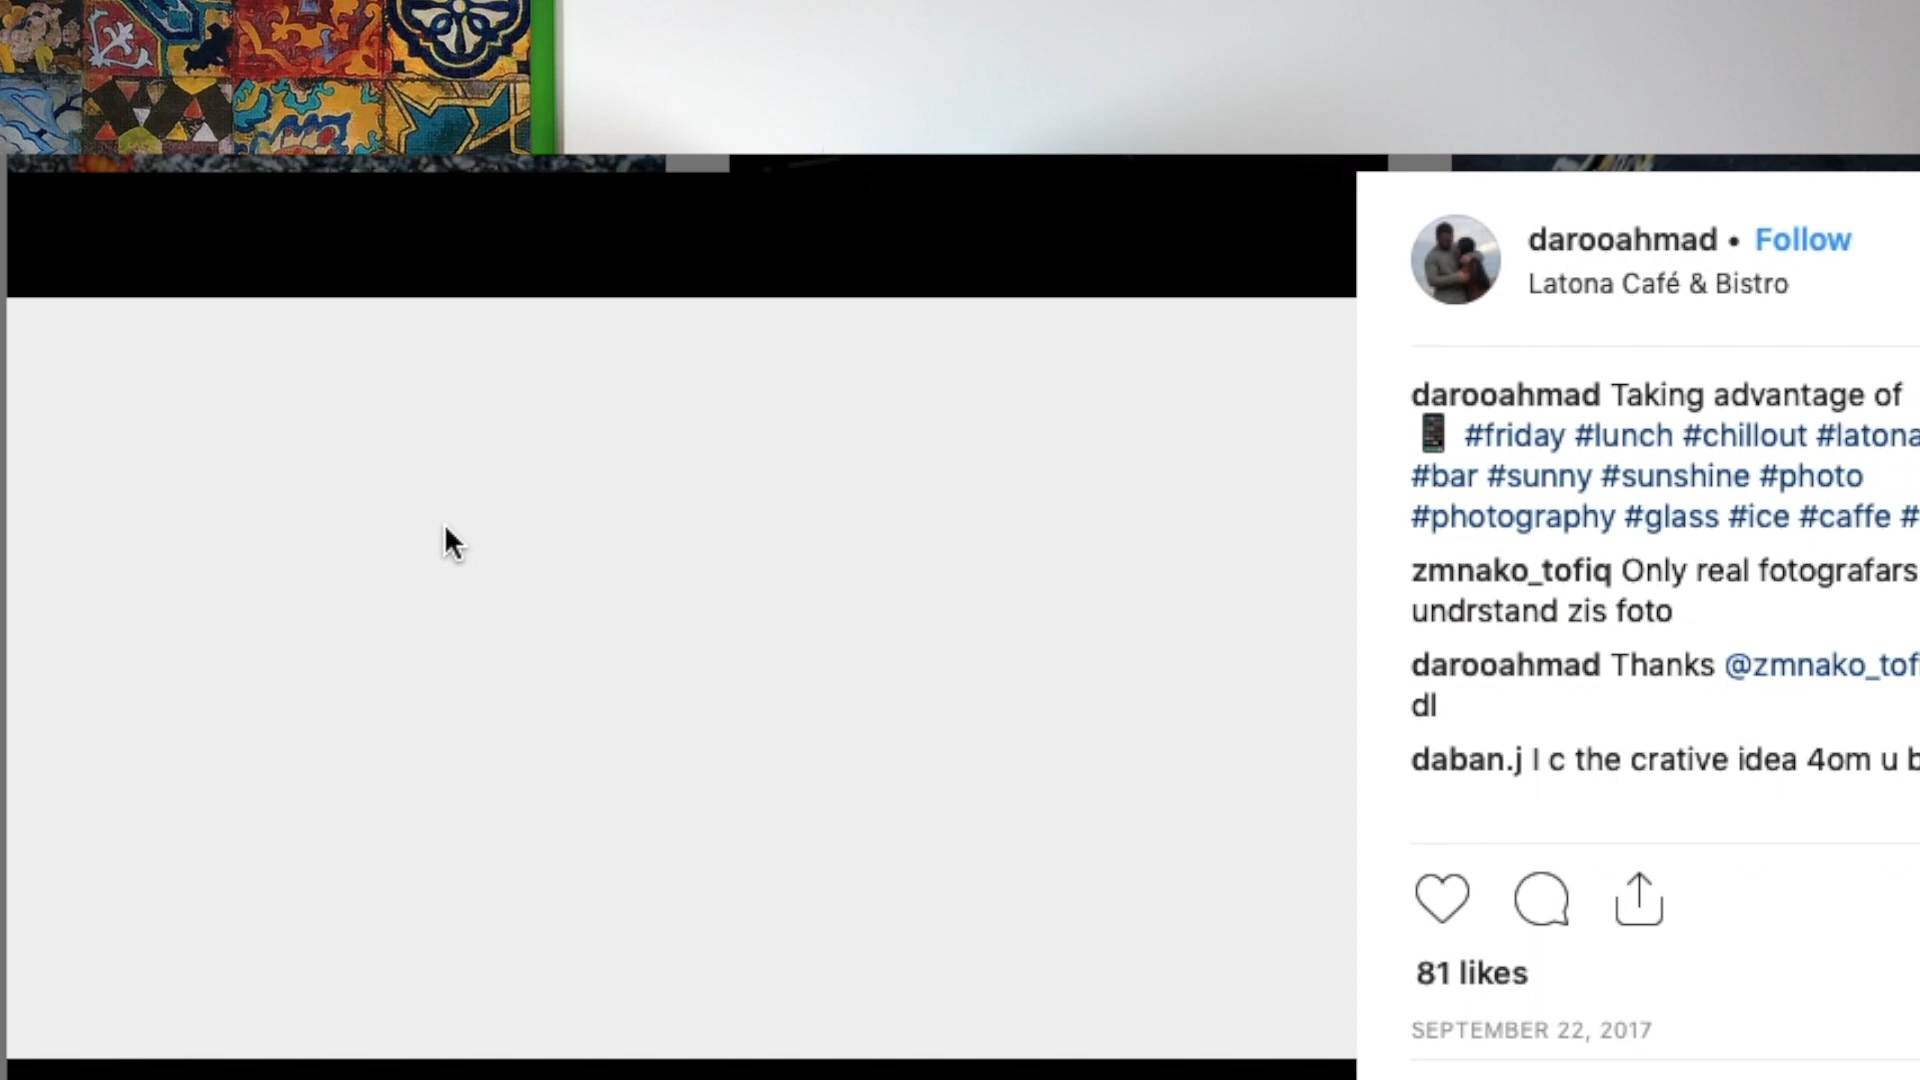 darooahmad • Follow
Latona Café & Bistro
darooahmad Taking advantage of
#friday #lunch #chillout #latona
#bar #sunny #sunshine #photo
#photography #glass #ice #caffe #
zmnako_tofiq Only real fotografars
undrstand zis foto
darooahmad Thanks @zmnako_tofi
dl
daban.j I c the crative idea 4om u b
81 likes
SEPTEMBER 22, 2017